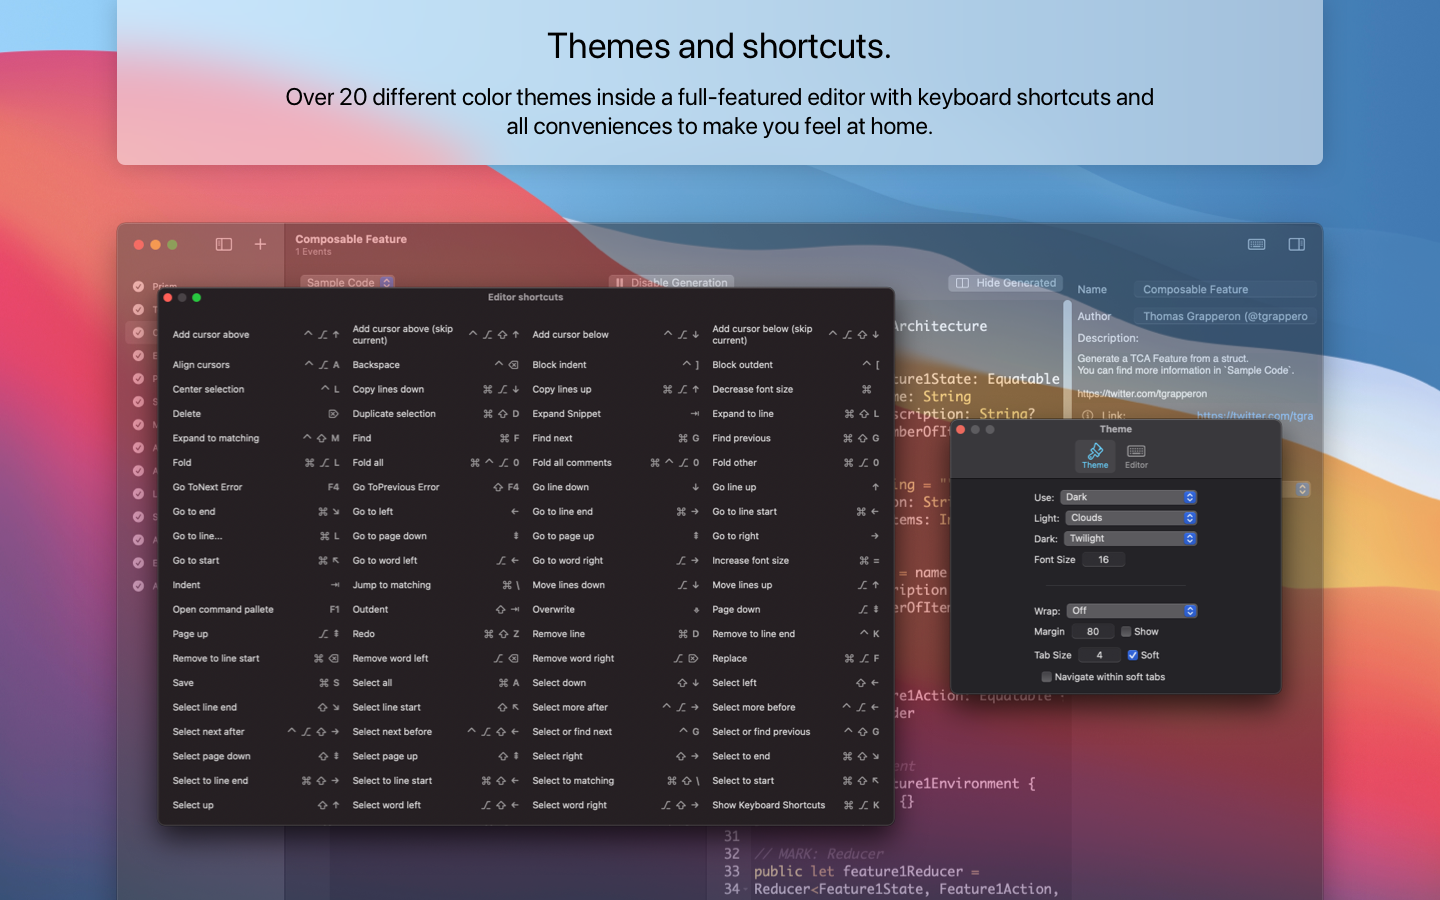 Themes and shortcuts.
Over 20 different color themes inside a full-featured editor with keyboard shortcuts and
all conveniences to make you feel at home.
Composable Feature
1 Events
Sample Code
Disable Generation
Hide Generated
Name
Composable Feature
Author
Thomas Grapperon (@tgrappero
Description:
Generate a TCA Feature from a struct.
You can find more information in `Sample Code`.
https://twitter.com/tgrapperon
Link:
https://twitter.com/tgra
Editor shortcuts
Add cursor above ^ ⌥ ↑
Add cursor above (skip current) ^ ⌥ ⇧ ↑
Add cursor below ^ ⌥ ↓
Add cursor below (skip current) ^ ⌥ ⇧ ↓
Align cursors ^ ⌥ A
Backspace ^ ⌫
Block indent ^ ]
Block outdent ^ [
Center selection ^ L
Copy lines down ⌘ ⌥ ↓
Copy lines up ⌘ ⌥ ↑
Decrease font size ⌘
Delete ⌦
Duplicate selection ⌘ ⇧ D
Expand Snippet ⇥
Expand to line ⌘ ⇧ L
Expand to matching ^ ⇧ M
Find ⌘ F
Find next ⌘ G
Find previous ⌘ ⇧ G
Fold ⌘ ⌥ L
Fold all ⌘ ^ ⌥ 0
Fold all comments ⌘ ^ ⌥ 0
Fold other ⌘ ⌥ 0
Go ToNext Error F4
Go ToPrevious Error ⇧ F4
Go line down ↓
Go line up ↑
Go to end ⌘ ↘
Go to left ←
Go to line end ⌘ →
Go to line start ⌘ ←
Go to line... ⌘ L
Go to page down ⇟
Go to page up ⇞
Go to right →
Go to start ⌘ ↖
Go to word left ⌥ ←
Go to word right ⌥ →
Increase font size ⌘ =
Indent ⇥
Jump to matching ⌘ \
Move lines down ⌥ ↓
Move lines up ⌥ ↑
Open command pallete F1
Outdent ⇧ ⇥
Overwrite
Page down ⌥ ⇟
Page up ⌥ ⇞
Redo ⌘ ⇧ Z
Remove line ⌘ D
Remove to line end ^ K
Remove to line start ⌘ ⌫
Remove word left ⌥ ⌫
Remove word right ⌥ ⌦
Replace ⌘ ⌥ F
Save ⌘ S
Select all ⌘ A
Select down ⇧ ↓
Select left ⇧ ←
Select line end ⇧ ↘
Select line start ⇧ ↖
Select more after ^ ⌥ →
Select more before ^ ⌥ ←
Select next after ^ ⌥ ⇧ →
Select next before ^ ⌥ ⇧ ←
Select or find next ^ G
Select or find previous ^ ⇧ G
Select page down ⇧ ⇟
Select page up ⇧ ⇞
Select right ⇧ →
Select to end ⌘ ⇧ ↘
Select to line end ⌘ ⇧ →
Select to line start ⌘ ⇧ ←
Select to matching ⌘ ⇧ \
Select to start ⌘ ⇧ ↖
Select up ⇧ ↑
Select word left ⌥ ⇧ ←
Select word right ⌥ ⇧ →
Show Keyboard Shortcuts ⌘ ⌥ K
Architecture
ure1State: Equatable
me: String
scription: String?
mberOfIt
ing = "
on: Str
tems: In
= name
ription
erOfIte
re1Action: Equatable
der
ent
ure1Environment {
{}
31
32 // MARK: Reducer
33 public let feature1Reducer =
34 Reducer<Feature1State, Feature1Action,
Theme
Theme
Editor
Use: Dark
Light: Clouds
Dark: Twilight
Font Size 16
Wrap: Off
Margin 80 Show
Tab Size 4 Soft
Navigate within soft tabs